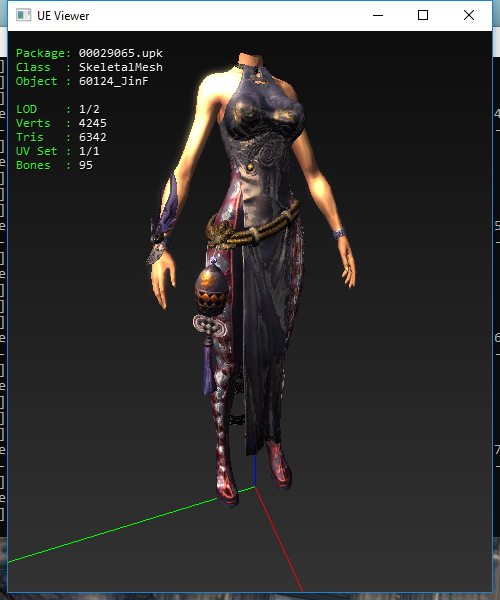 UE Viewer
Package: 00029065.upk
Class : SkeletalMesh
Object : 60124_JinF
LOD : 1/2
Verts : 4245
Tris : 6342
UV Set : 1/1
Bones : 95